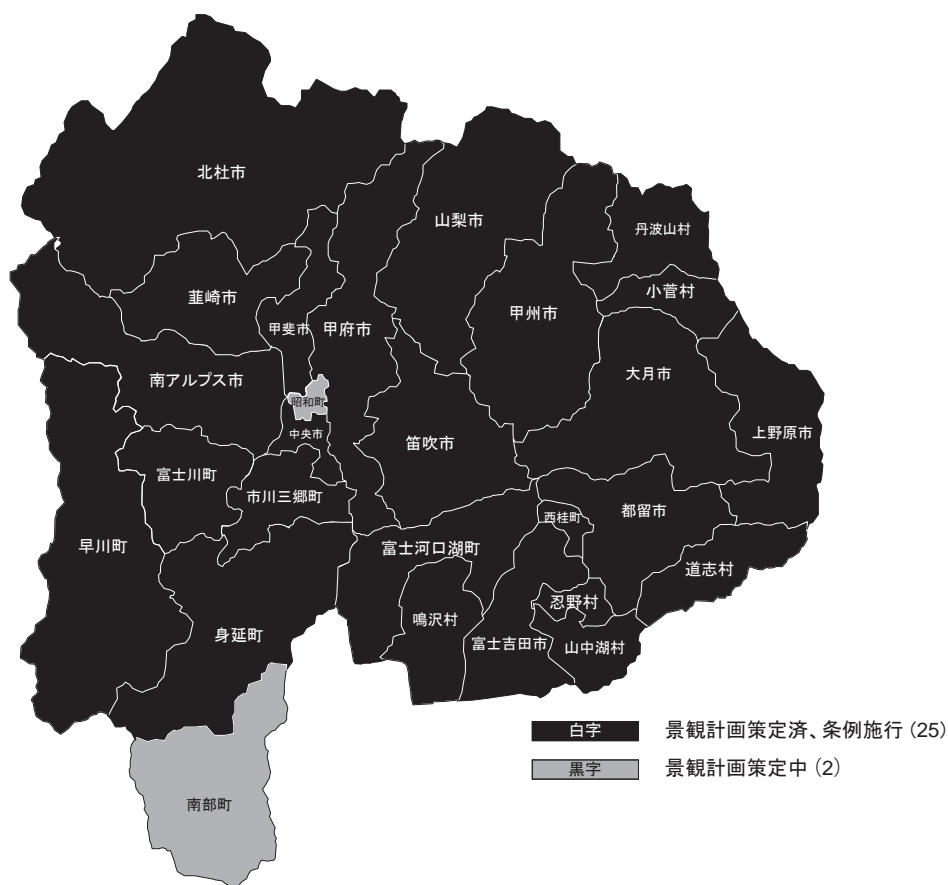 北杜市
山梨市
丹波山村
小菅村
韮崎市
甲斐市
甲府市
甲州市
南アルプス市
大月市
昭和町
中央市
笛吹市
上野原市
富士川町
市川三郷町
西桂町
都留市
早川町
富士河口湖町
道志村
忍野村
鳴沢村
身延町
富士吉田市
山中湖村
白字 景観計画策定済、条例施行 (25)
黒字 景観計画策定中 (2)
南部町